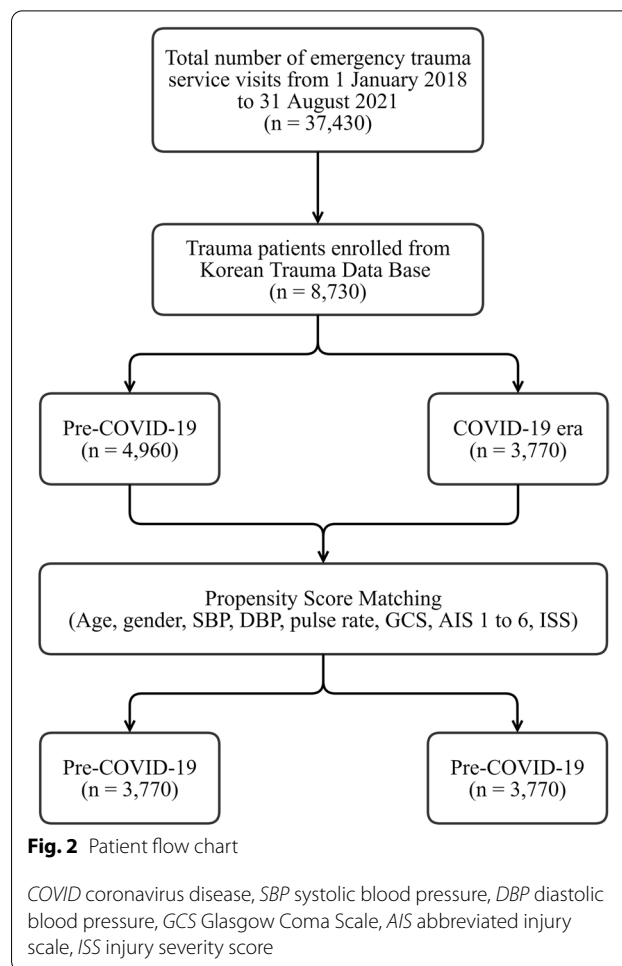 Total number of emergency trauma
service visits from 1 January 2018
to 31 August 2021
(n = 37,430)
Trauma patients enrolled from
Korean Trauma Data Base
(n = 8,730)
Pre-COVID-19
(n = 4,960)
COVID-19 era
(n = 3,770)
Propensity Score Matching
(Age, gender, SBP, DBP, pulse rate, GCS, AIS 1 to 6, ISS)
Pre-COVID-19
(n = 3,770)
Pre-COVID-19
(n = 3,770)
Fig. 2 Patient flow chart
COVID coronavirus disease, SBP systolic blood pressure, DBP diastolic
blood pressure, GCS Glasgow Coma Scale, AIS abbreviated injury
scale, ISS injury severity score